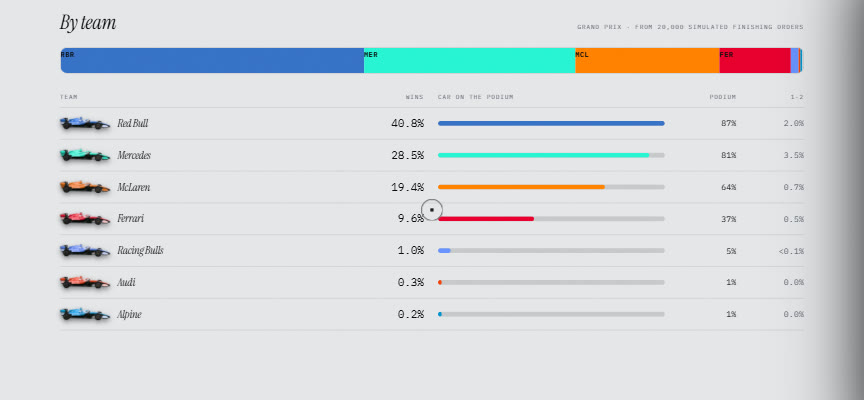 By team
GRAND PRIX · FROM 20,000 SIMULATED FINISHING ORDERS
RBR MER MCL FER
TEAM WINS CAR ON THE PODIUM PODIUM 1-2
Red Bull 40.8% 87% 2.0%
Mercedes 28.5% 81% 3.5%
McLaren 19.4% 64% 0.7%
Ferrari 9.6% 37% 0.5%
Racing Bulls 1.0% 5% <0.1%
Audi 0.3% 1% 0.0%
Alpine 0.2% 1% 0.0%